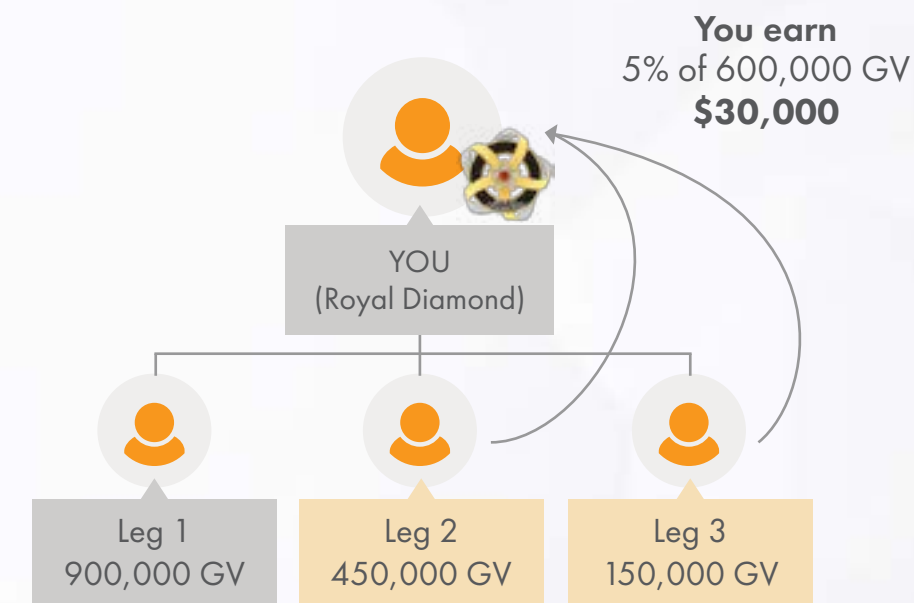 You earn
5% of 600,000 GV
$30,000
YOU
(Royal Diamond)
Leg 1
900,000 GV
Leg 2
450,000 GV
Leg 3
150,000 GV